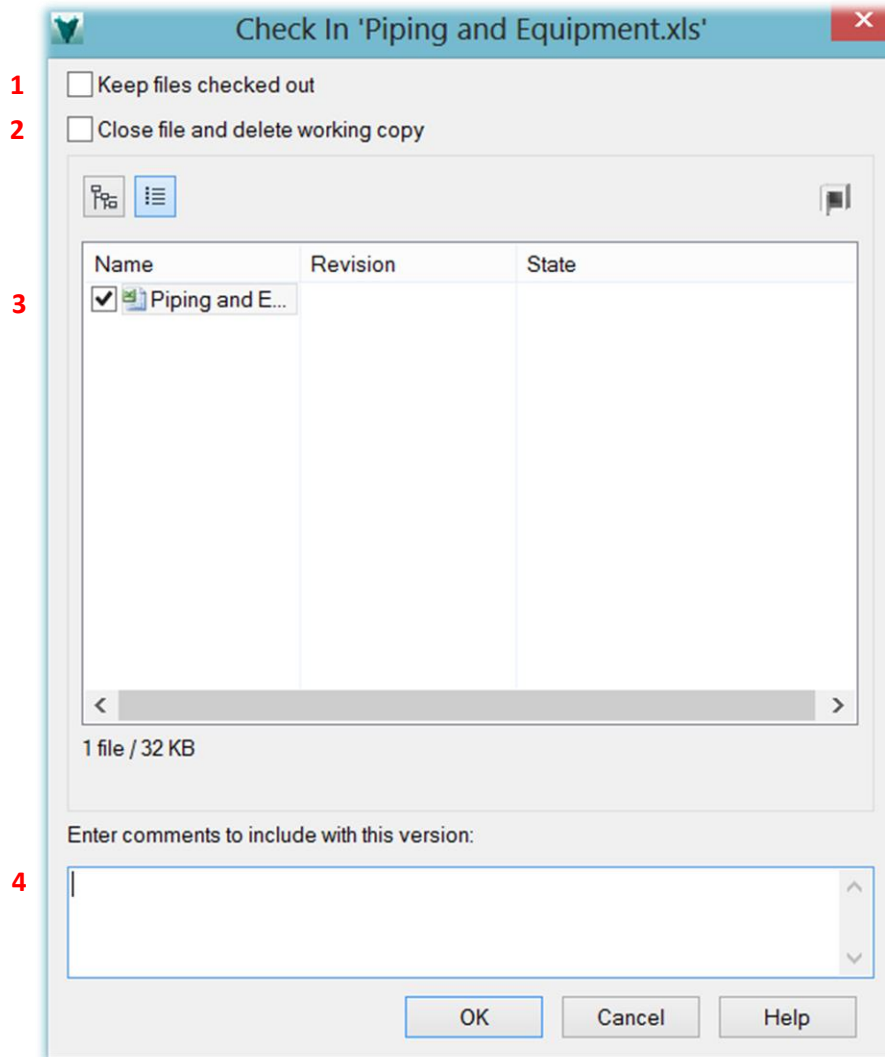 Check In 'Piping and Equipment.xls'
1 Keep files checked out
2 Close file and delete working copy
Name Revision State
3 Piping and E...
1 file / 32 KB
Enter comments to include with this version:
4
OK Cancel Help